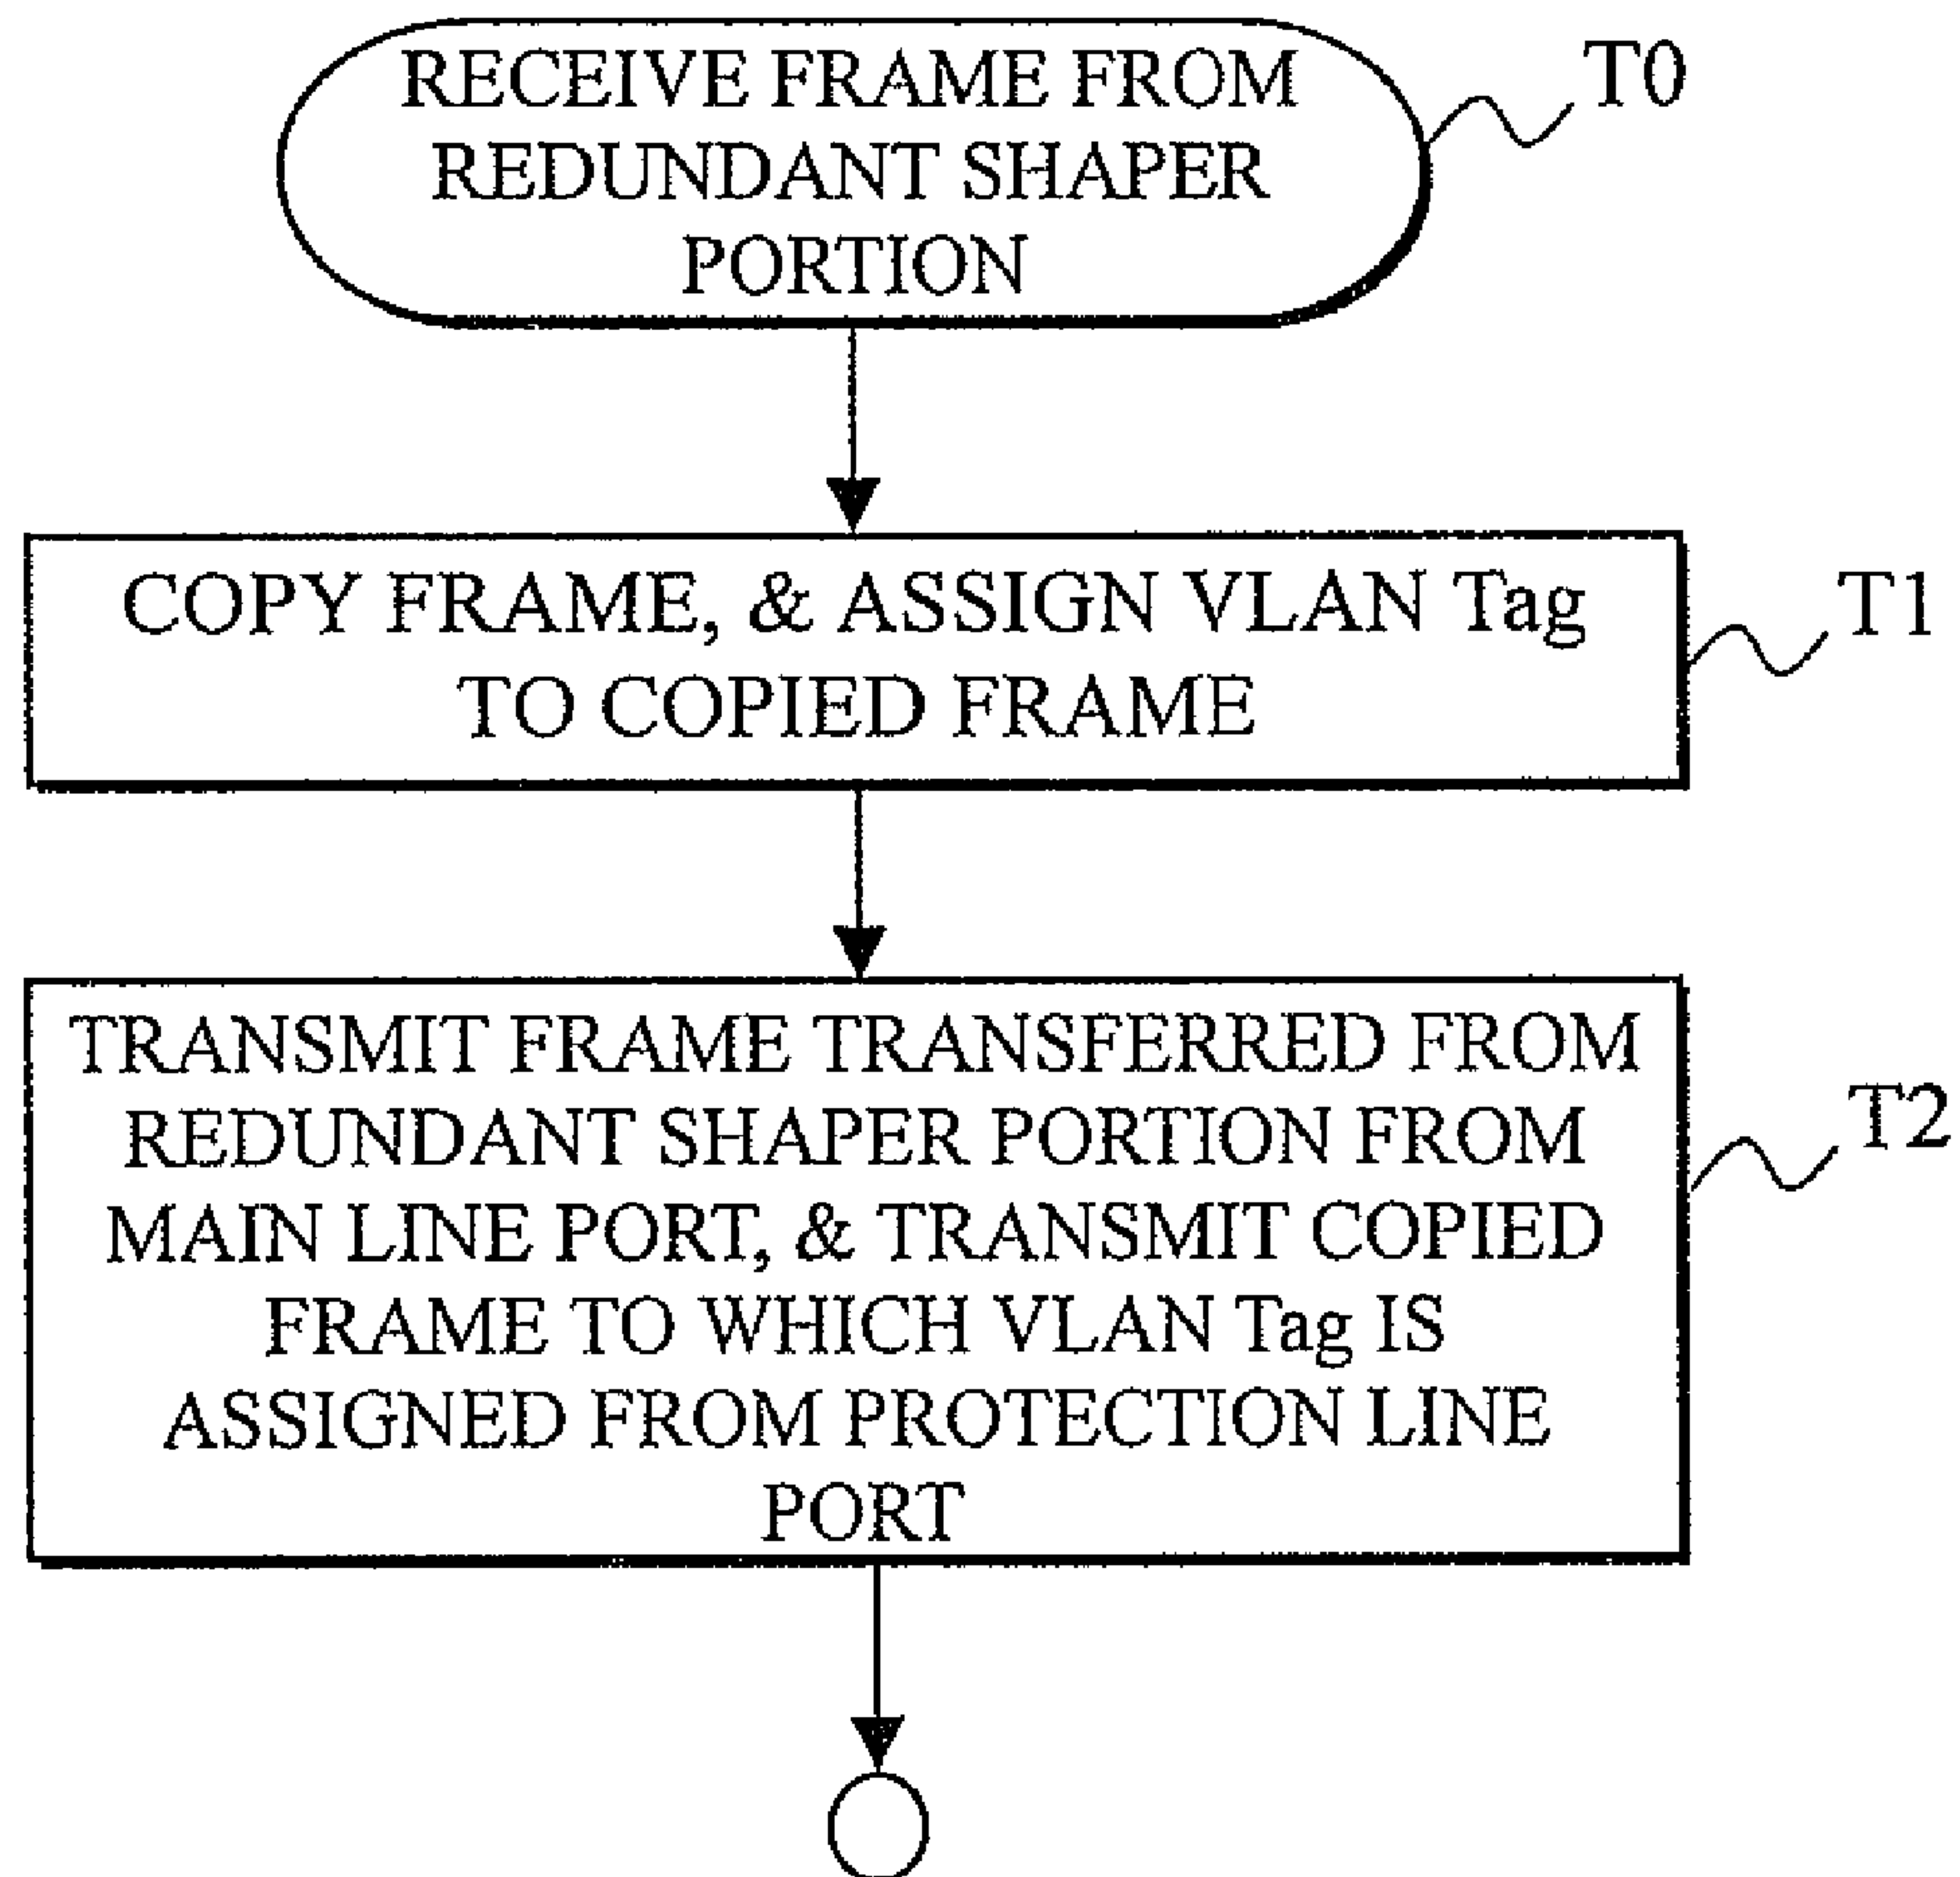 RECEIVE FRAME FROM
REDUNDANT SHAPER
PORTION
T0
COPY FRAME, & ASSIGN VLAN Tag
TO COPIED FRAME
T1
TRANSMIT FRAME TRANSFERRED FROM
REDUNDANT SHAPER PORTION FROM
MAIN LINE PORT, & TRANSMIT COPIED
FRAME TO WHICH VLAN Tag IS
ASSIGNED FROM PROTECTION LINE
PORT
T2